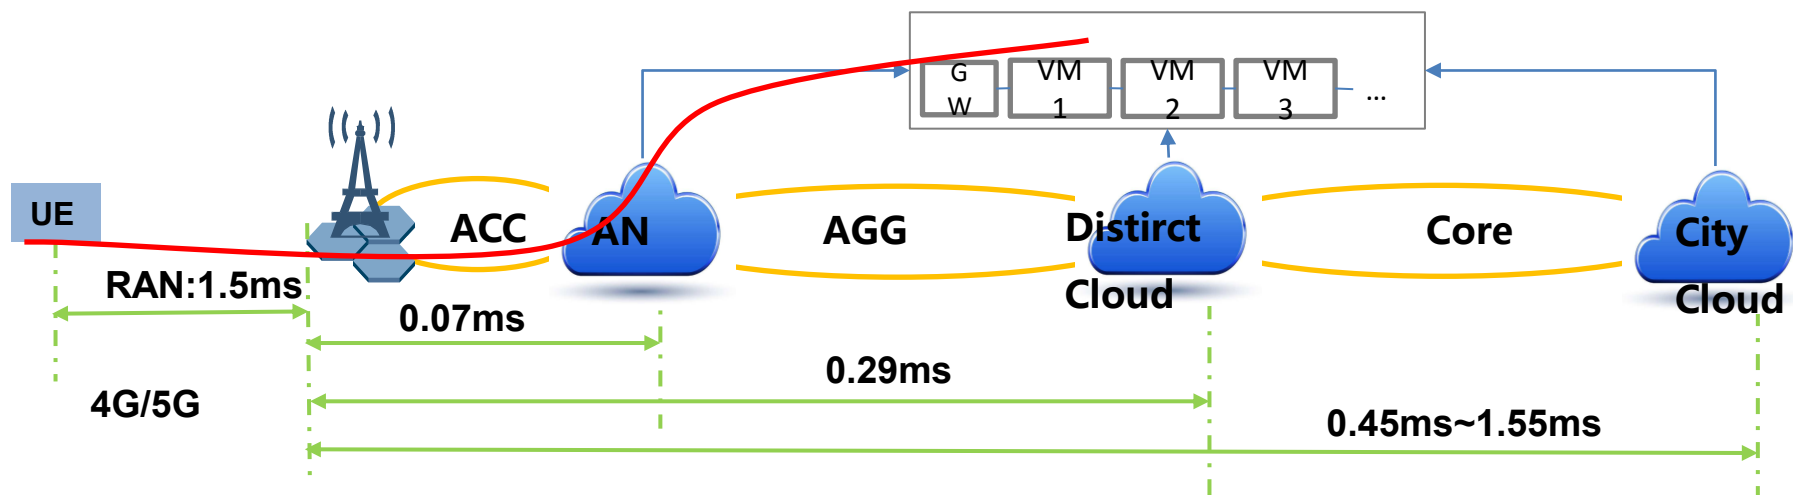 G
W
VM
1
VM
2
VM
3
...
UE
ACC
AN
AGG
Distirct
Cloud
Core
City
Cloud
RAN:1.5ms
0.07ms
0.29ms
4G/5G
0.45ms~1.55ms